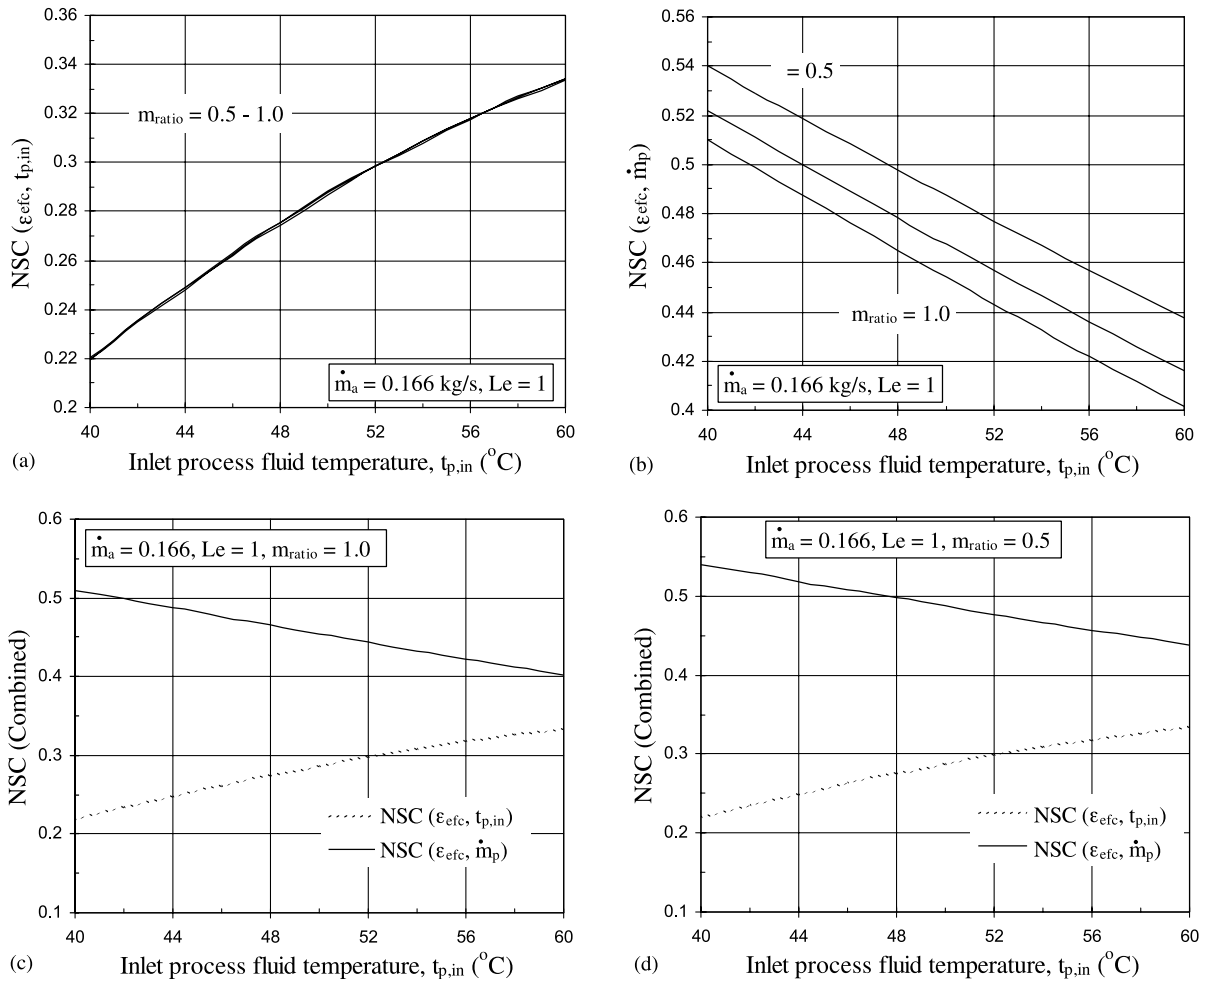 0.36
0.34
0.32
0.3
0.28
0.26
0.24
0.22
0.2
NSC (εefc, tp,in)
mratio = 0.5 - 1.0
ṁa = 0.166 kg/s, Le = 1
40 44 48 52 56 60
(a) Inlet process fluid temperature, tp,in (°C)
0.56
0.54
0.52
0.5
0.48
0.46
0.44
0.42
0.4
NSC (εefc, ṁp)
= 0.5
mratio = 1.0
ṁa = 0.166 kg/s, Le = 1
40 44 48 52 56 60
(b) Inlet process fluid temperature, tp,in (°C)
0.6
0.5
0.4
0.3
0.2
0.1
NSC (Combined)
ṁa = 0.166, Le = 1, mratio = 1.0
NSC (εefc, tp,in)
NSC (εefc, ṁp)
40 44 48 52 56 60
(c) Inlet process fluid temperature, tp,in (°C)
0.6
0.5
0.4
0.3
0.2
0.1
NSC (Combined)
ṁa = 0.166, Le = 1, mratio = 0.5
NSC (εefc, tp,in)
NSC (εefc, ṁp)
40 44 48 52 56 60
(d) Inlet process fluid temperature, tp,in (°C)